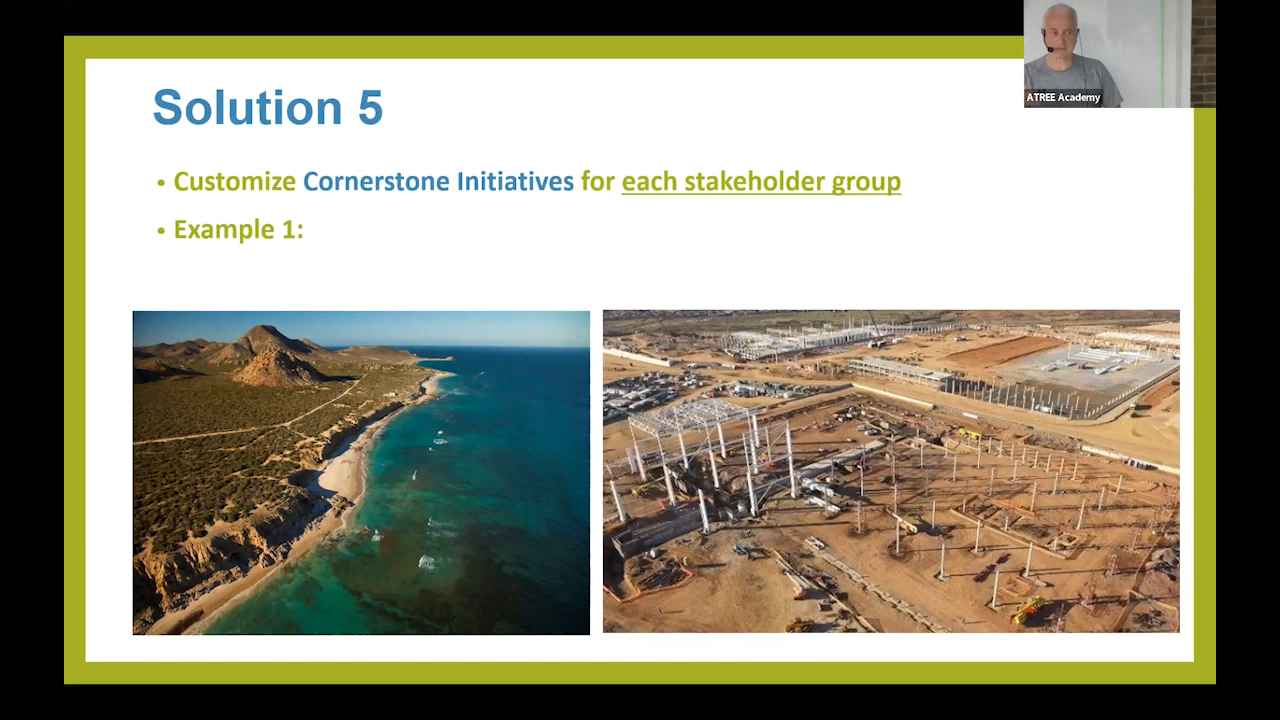 Solution 5
• Customize Cornerstone Initiatives for each stakeholder group
• Example 1:
ATREE Academy